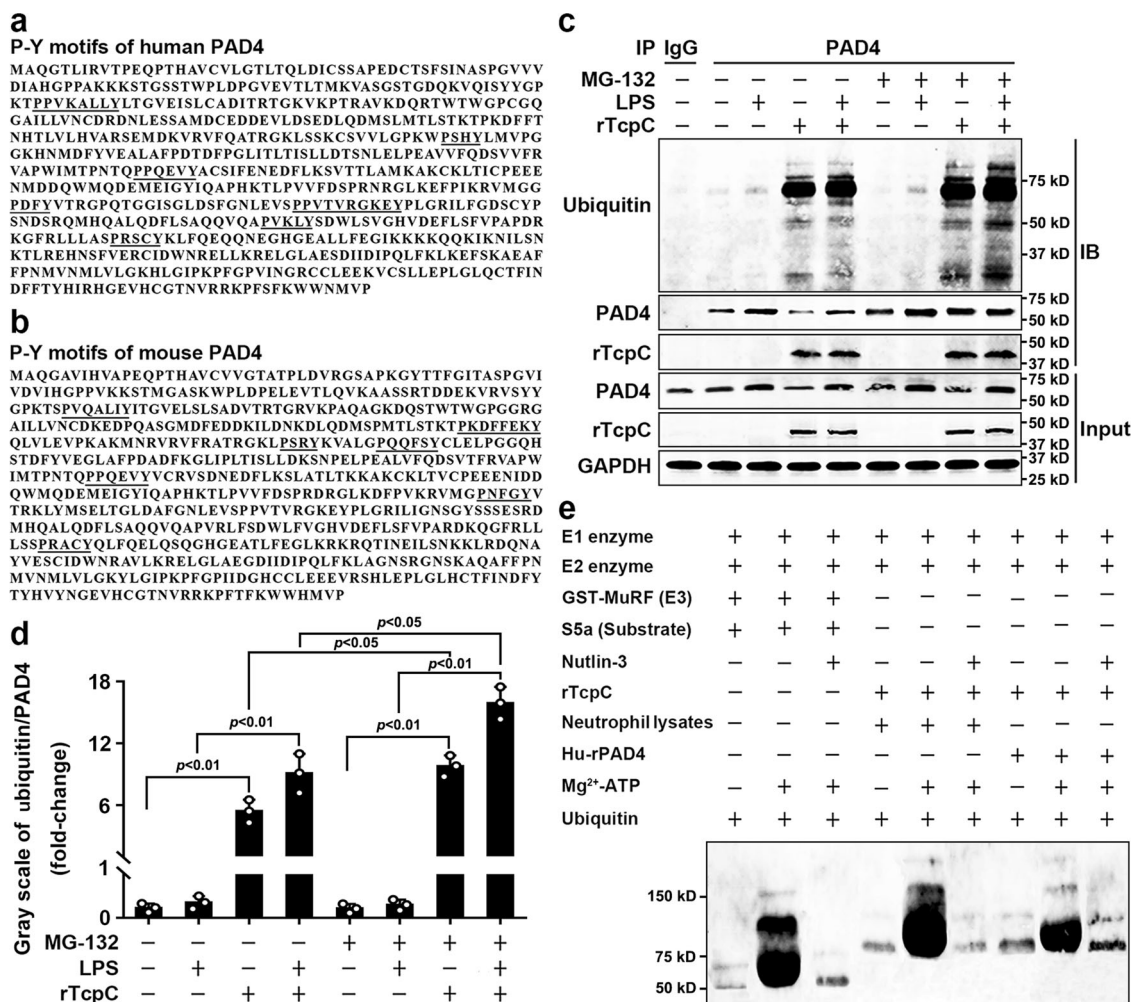 a
P-Y motifs of human PAD4
MAQGTLIRVTPEQPTHAVCVLGTLTQLDICSSAPEDCTSFSINASPGVVV
DIAHGPPAKKKSTGSSTWPLDPGVEVTLTMKVASGSTGDQKVQISYYGP
KTPPVKALLYLTGVEISLCADITRTGKVKPTRAVKDQRTWTWGPCGQ
GAILLVNCDRDNLESSAMDCEDDEVLDSEDLQDMSLMTLSTKTPKDFFT
NHTLVLHVARSEMDKVRVFQATRGKLSSKCSVVLGPKWPSHYLMVPG
GKHNMDFYVEALAFPDTDFPGLITLTISLLDTSNLELPEAVVFQDSVVFR
VAPWIMTPNTQPPQEVYACSIFENEDFLKSVTTLAMKAKCKLTICPEEE
NMDDQWMQDEMEIGYIQAPHKTLPVVFDSPRNRGLKEFPIKRVMGG
PDFYVTRGPQTGGISGLDSFGNLEVSPPVTVRGKEYPLGRILFGDSCYP
SNDSRQMHQALQDFLSAQQVQAPVKLYSDWLSVGHVDEFLSFVPAPDR
KGFRLLLASPRSCYKLFQEQQNEGHGEALLFEGIKKKKQQKIKNILSN
KTLREHNSFVERCIDWNRELLKRELGLAESDIIDIPQLFKLKEFSKAEAF
FPNMVNMLVLGKHLGIPKPFGPVINGRCCLEEKVCSLLEPLGLQCTFIN
DFFTYHIRHGEVHCGTNVRRKPFSFKWWNMVP
b
P-Y motifs of mouse PAD4
MAQGAVIHVAPEQPTHAVCVVGTATPLDVRGSAPKGYTTFGITASPGVI
VDVIHGPPVKKSTMGASKWPLDPELEVTLQVKAASSRTDDEKVRVSYY
GPKTSPVQALIYITGVELSLSADVTRTGRVKPAQAGKDQSTWTWGPGGRG
AILLVNCDKEDPQASGMDFEDDKILDNKDLQDMSPMTLSTKTPKDFFEKY
QLVLEVPKAKMNRVRVFRATRGKLPSRYKVALGPQQFSYCLELPGGQH
STDFYVEGLAFPDADFKGLIPLTISLLDKSNPELPEALVFQDSVTFRVAPW
IMTPNTQPPQEVYVCRVSDNEDFLKSLATLTKKAKCKLTVCPEEENIDD
QWMQDEMEIGYIQAPHKTLPVVFDSPRDRGLKDFPVKRVMGPNFGYV
TRKLYMSELTGLDAFGNLEVSPPVTVRGKEYPLGRILIGNSGYSSSESRD
MHQALQDFLSAQQVQAPVRLFSDWLFVGHVDEFLSFVPARDKQGFRLL
LSSPRACYQLFQELQSQGHGEATLFEGLKRKRQTINEILSNKKLRDQNA
YVESCIDWNRAVLKRELGLAEGDIIDIPQLFKLAGNSRGNSKAQAFFPN
MVNMLVLGKYLGIPKPFGPIIDGHCCLEEEVRSHLEPLGLHCTFINDFY
TYHVYNGEVHCGTNVRRKPFTFKWWHMVP
c
IP IgG PAD4
MG-132 – – – – – + + + +
LPS – – + – + – + – +
rTcpC – – – + + – – + +
Ubiquitin
75 kD
50 kD
37 kD
PAD4
75 kD
50 kD
rTcpC
50 kD
37 kD
IB
PAD4
75 kD
50 kD
rTcpC
50 kD
37 kD
GAPDH
37 kD
25 kD
Input
d
Gray scale of ubiquitin/PAD4
(fold-change)
18
12
6
1
0
p<0.01
p<0.01
p<0.05
p<0.05
p<0.01
p<0.01
MG-132 – – – – + + + +
LPS – + – + – + – +
rTcpC – – + + – – + +
e
E1 enzyme + + + + + + + + +
E2 enzyme + + + + + + + + +
GST-MuRF (E3) + + + – – – – – –
S5a (Substrate) + + + – – – – – –
Nutlin-3 – – + – – + – – +
rTcpC – – – + + + + + +
Neutrophil lysates – – – + + + – – –
Hu-rPAD4 – – – – – – + + +
Mg2+-ATP – + + – + + – + +
Ubiquitin + + + + + + + + +
150 kD
75 kD
50 kD